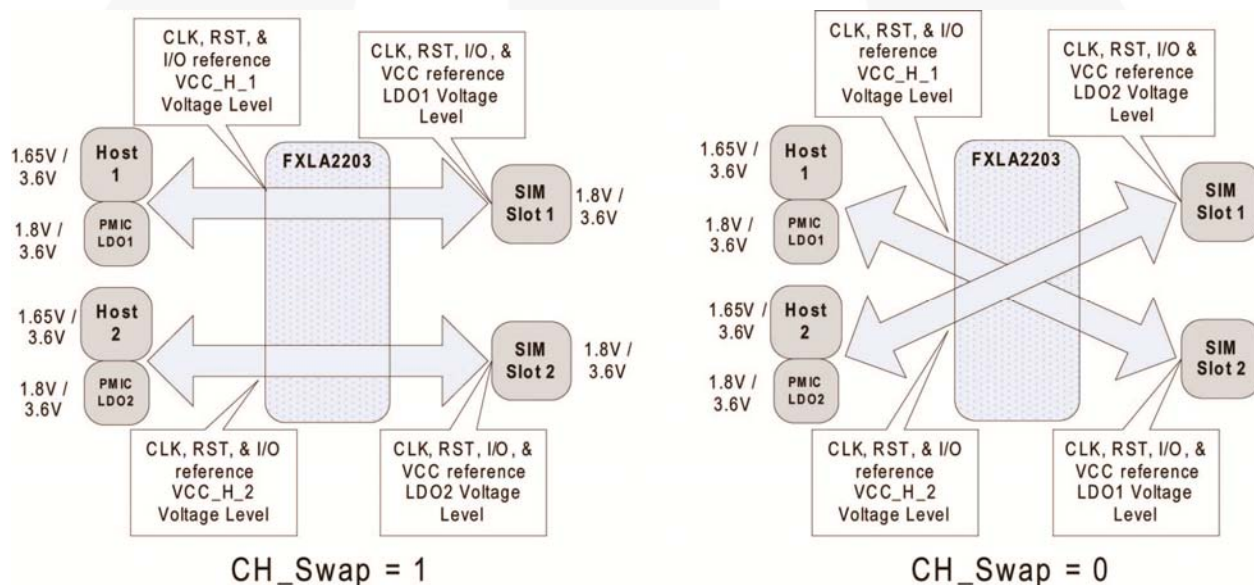 CLK, RST, &
I/O reference
VCC_H_1
Voltage Level
CLK, RST, I/O, &
VCC reference
LDO1 Voltage
Level
1.65V /
3.6V
Host
1
FXLA2203
1.8V /
3.6V
PMIC
LDO1
SIM
Slot 1
1.8V /
3.6V
1.65V /
3.6V
Host
2
1.8V /
3.6V
PMIC
LDO2
SIM
Slot 2
1.8V /
3.6V
CLK, RST, & I/O
reference
VCC_H_2
Voltage Level
CLK, RST, I/O, &
VCC reference
LDO2 Voltage
Level
CH_Swap = 1
CLK, RST, & I/O
reference
VCC_H_1
Voltage Level
CLK, RST, I/O, &
VCC reference
LDO2 Voltage
Level
1.65V /
3.6V
Host
1
FXLA2203
1.8V /
3.6V
PMIC
LDO1
SIM
Slot 1
1.65V /
3.6V
Host
2
1.8V /
3.6V
PMIC
LDO2
SIM
Slot 2
CLK, RST, & I/O
reference
VCC_H_2
Voltage Level
CLK, RST, I/O, &
VCC reference
LDO1 Voltage
Level
CH_Swap = 0